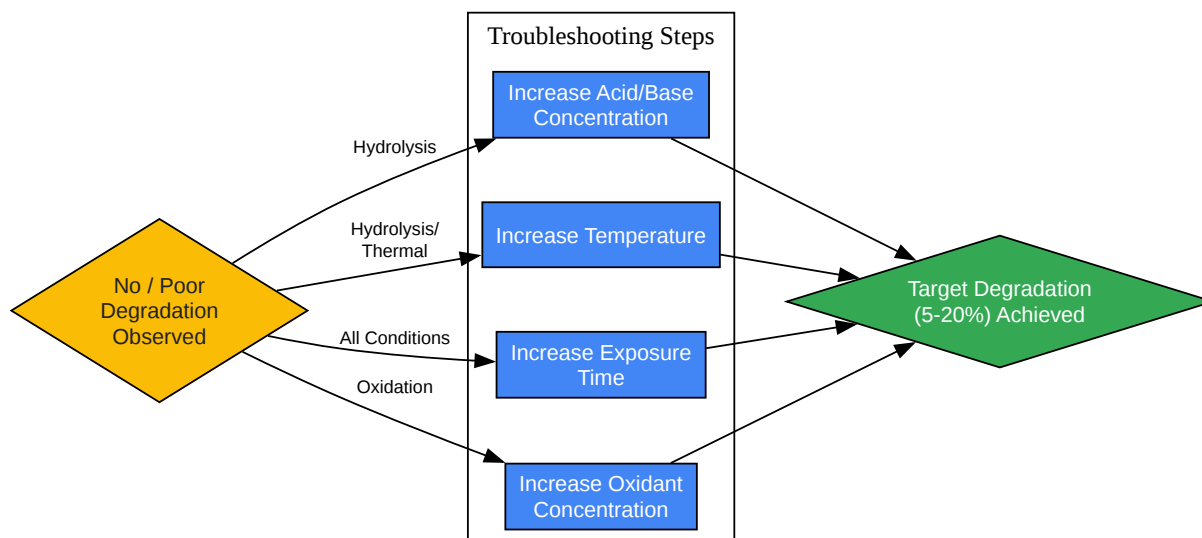 Troubleshooting Steps
Increase Acid/Base
Concentration
Hydrolysis
Hydrolysis/
Thermal
Increase Temperature
No / Poor
Degradation
Observed
Target Degradation
(5-20%) Achieved
All Conditions
Increase Exposure
Time
Oxidation
Increase Oxidant
Concentration